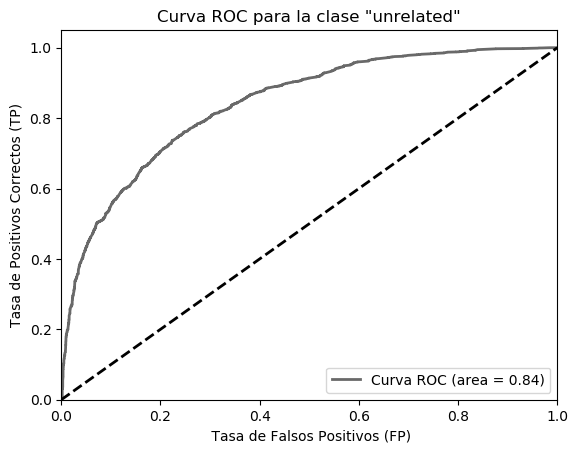 Curva ROC para la clase "unrelated"
Tasa de Positivos Correctos (TP)
1.0
0.8
0.6
0.4
0.2
0.0
Curva ROC (area = 0.84)
0.0 0.2 0.4 0.6 0.8 1.0
Tasa de Falsos Positivos (FP)